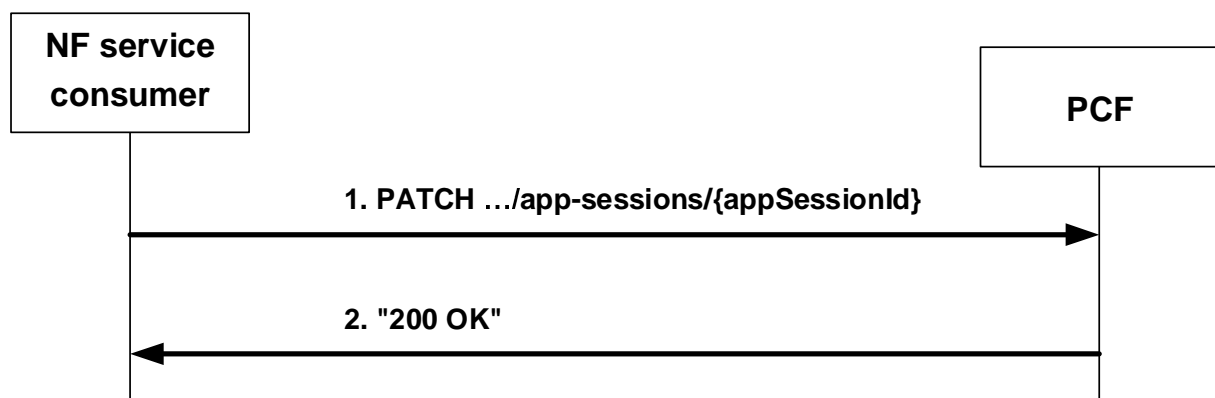 NF service
consumer
PCF
1. PATCH …/app-sessions/{appSessionId}
2. "200 OK"